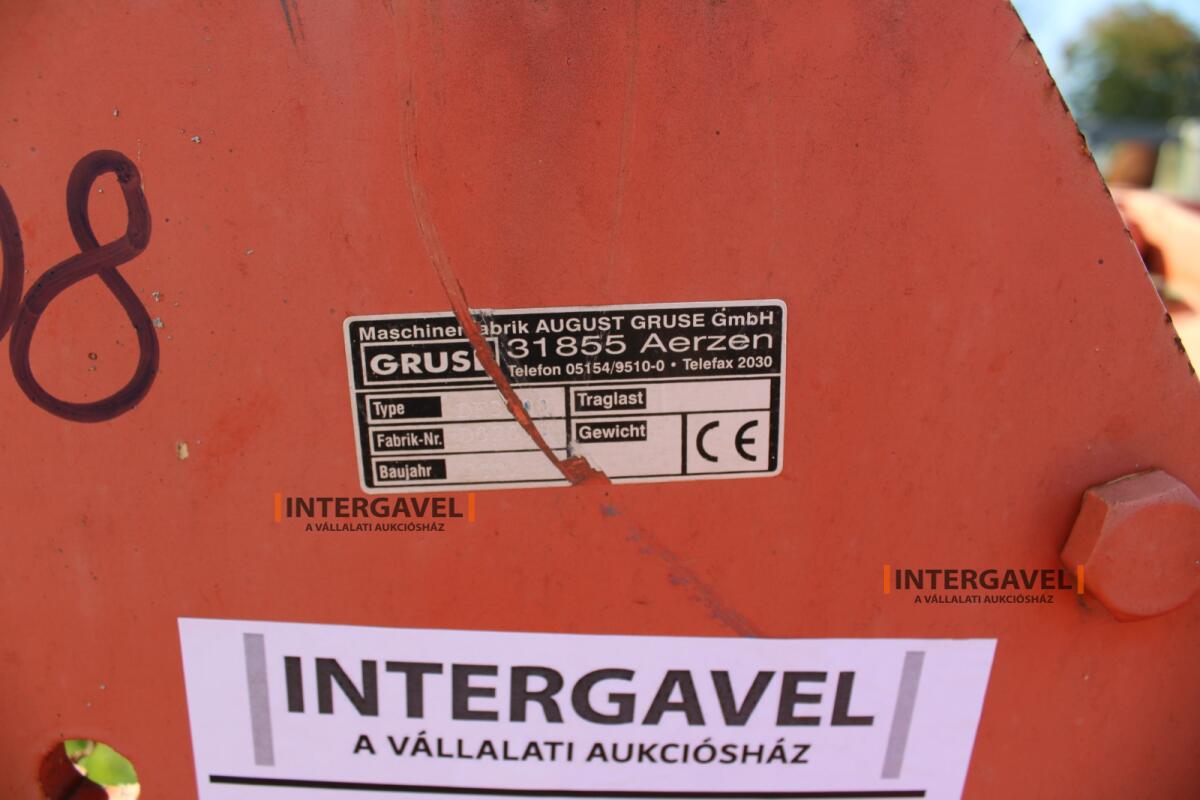 8
Maschinenfabrik AUGUST GRUSE GmbH
GRUSE 31855 Aerzen
Telefon 05154/9510-0 • Telefax 2030
Type
Traglast
Fabrik-Nr.
Gewicht
CE
Baujahr
INTERGAVEL
A VÁLLALATI AUKCIÓSHÁZ
INTERGAVEL
A VÁLLALATI AUKCIÓSHÁZ
INTERGAVEL
A VÁLLALATI AUKCIÓSHÁZ